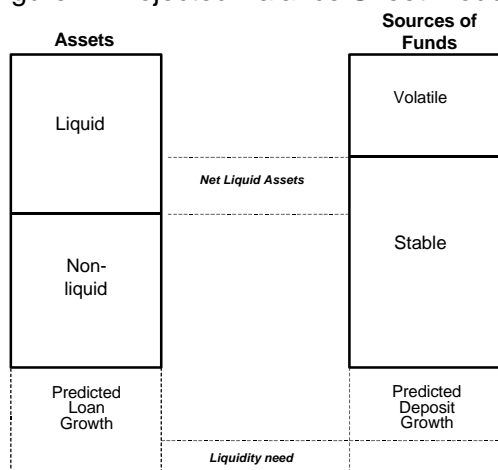 Sources of
Funds
Assets
Volatile
Liquid
Net Liquid Assets
Stable
Non-
liquid
Predicted
Loan
Growth
Predicted
Deposit
Growth
Liquidity need